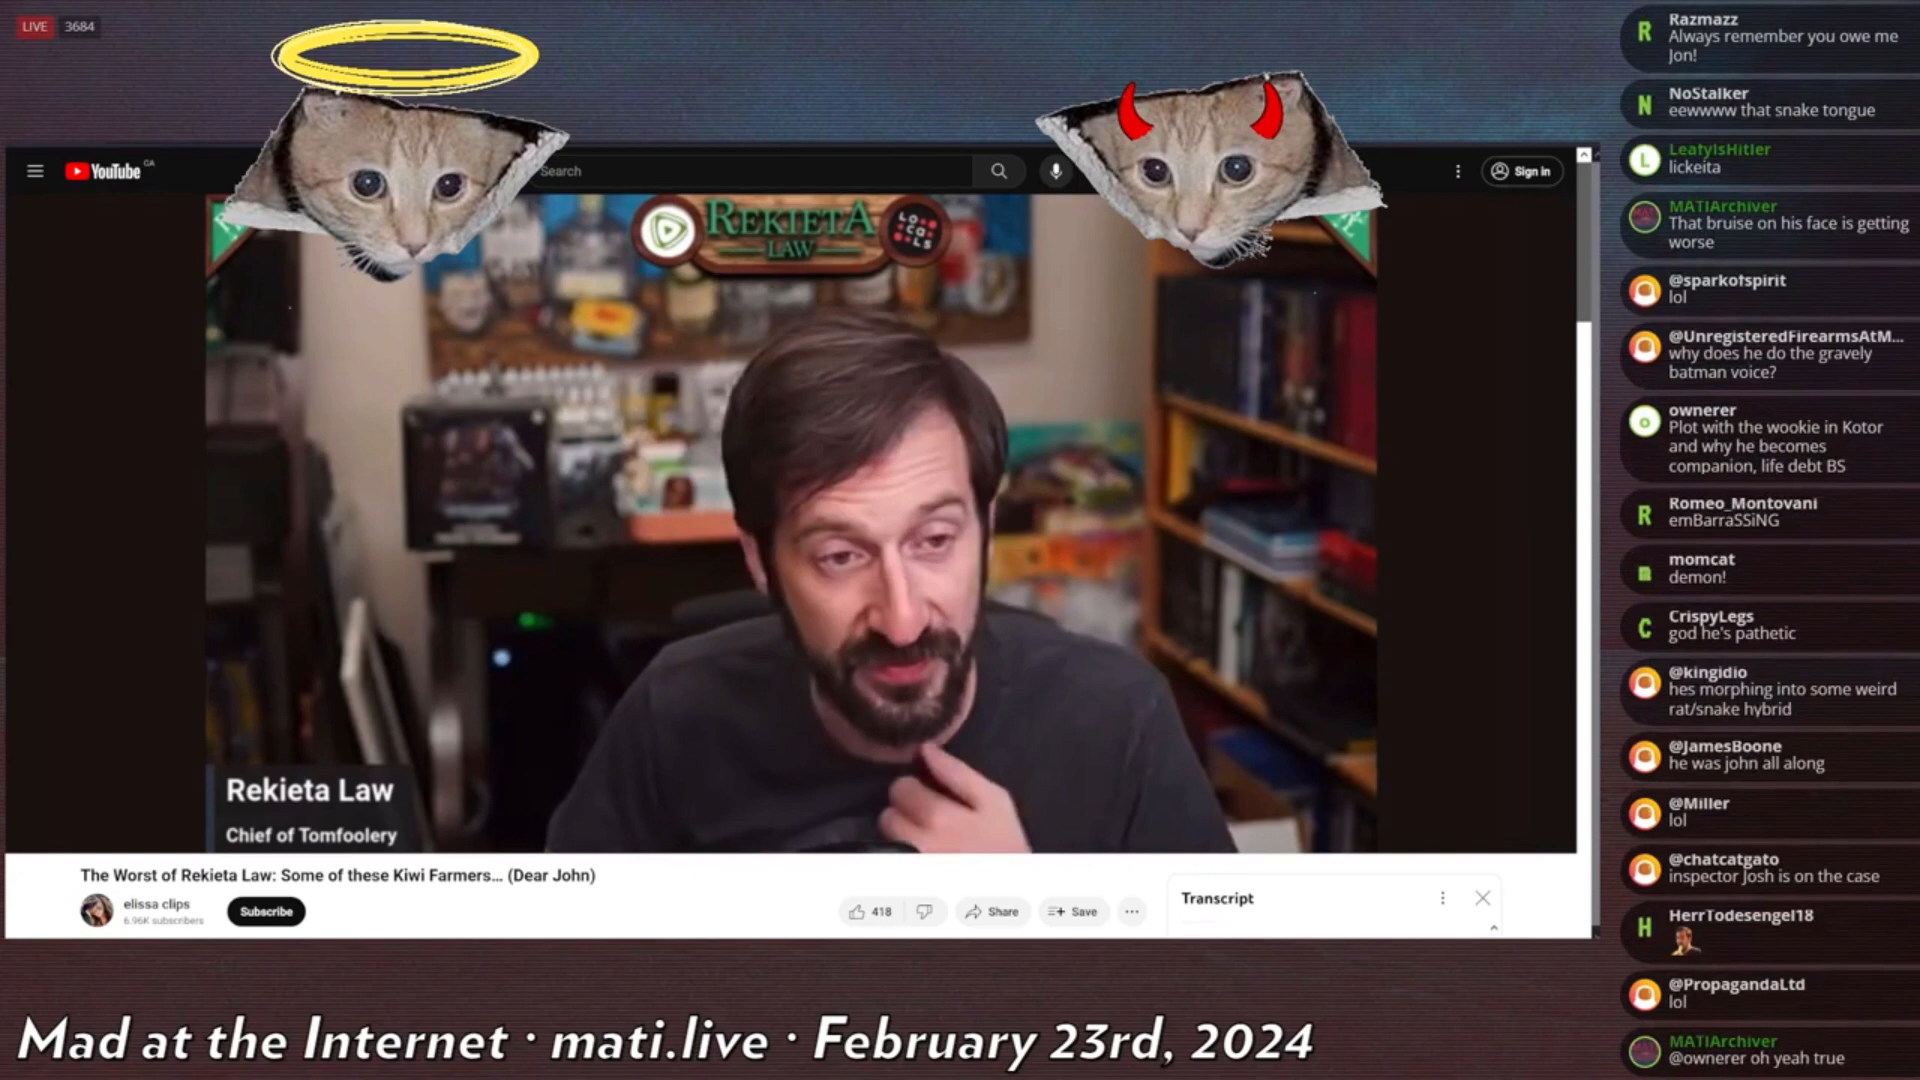 LIVE 3684
YouTube CA
Search
Sign in
REKIETA
LAW
LO
CA
LS
Rekieta Law
Chief of Tomfoolery
The Worst of Rekieta Law: Some of these Kiwi Farmers... (Dear John)
elissa clips
6.96K subscribers
Subscribe
418
Share
Save
Transcript
Mad at the Internet · mati.live · February 23rd, 2024
R
Razmazz
Always remember you owe me
Jon!
N
NoStalker
eewwww that snake tongue
L
LeafyIsHitler
lickeita
MATIArchiver
That bruise on his face is getting
worse
@sparkofspirit
lol
@UnregisteredFirearmsAtM...
why does he do the gravely
batman voice?
o
ownerer
Plot with the wookie in Kotor
and why he becomes
companion, life debt BS
R
Romeo_Montovani
emBarraSSiNG
m
momcat
demon!
C
CrispyLegs
god he's pathetic
@kingidio
hes morphing into some weird
rat/snake hybrid
@JamesBoone
he was john all along
@Miller
lol
@chatcatgato
inspector Josh is on the case
H
HerrTodesengel18
@PropagandaLtd
lol
MATIArchiver
@ownerer oh yeah true